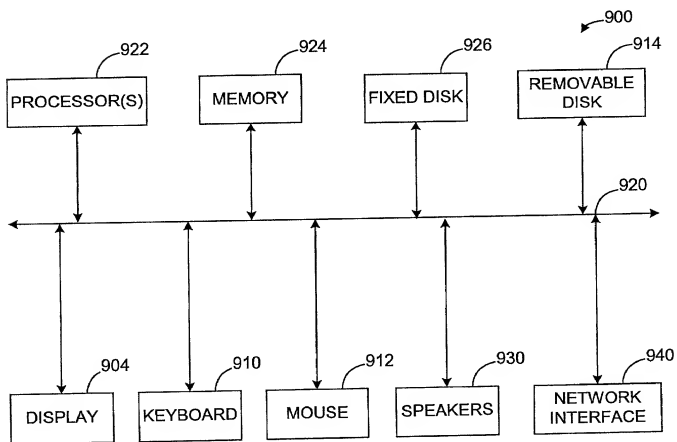 900
922
924
926
914
PROCESSOR(S)
MEMORY
FIXED DISK
REMOVABLE
DISK
920
904
910
912
930
940
DISPLAY
KEYBOARD
MOUSE
SPEAKERS
NETWORK
INTERFACE